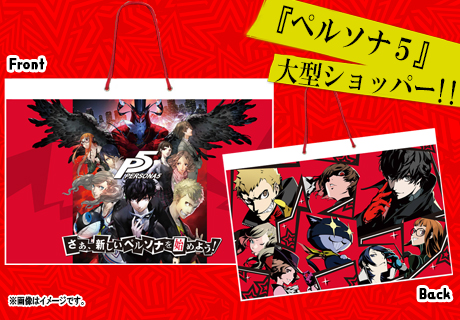 『ペルソナ5』
大型ショッパー!!
Front
P5
PERSONA5
さぁ、新しいペルソナを始めよう!
Back
※画像はイメージです。